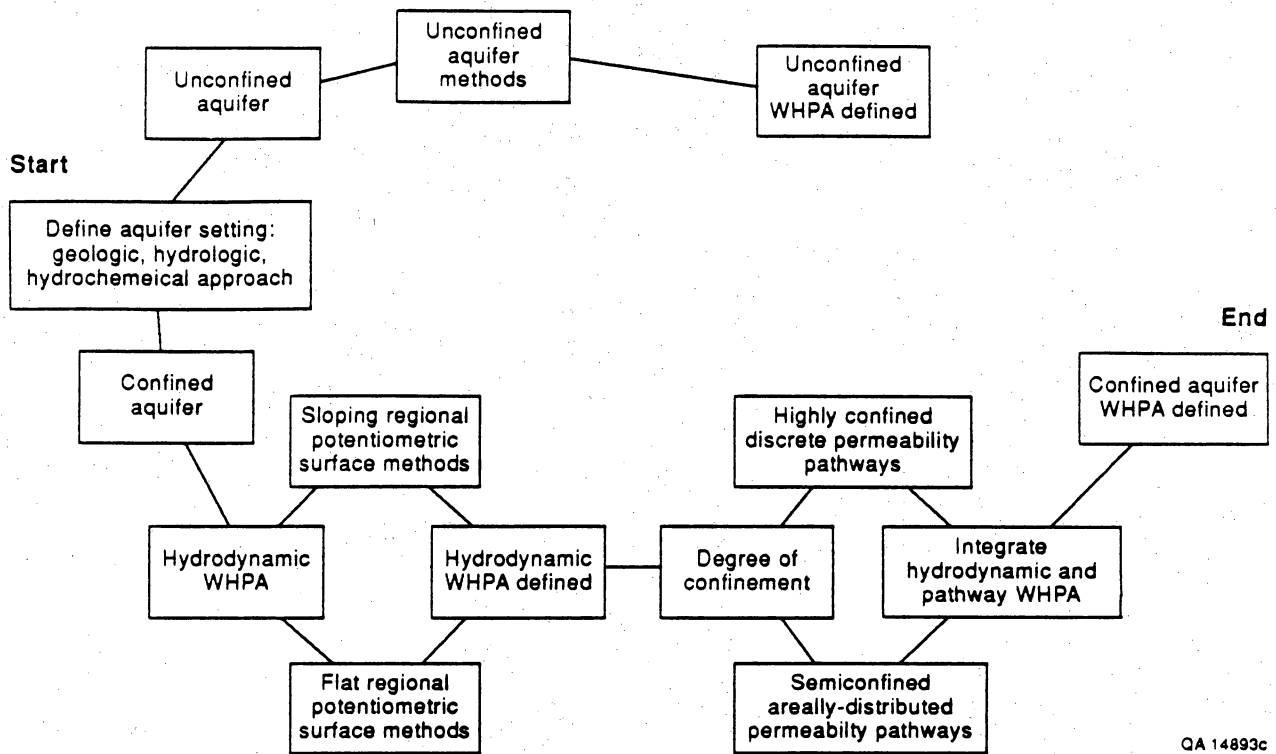 Unconfined
aquifer
methods
Unconfined
aquifer
Unconfined
aquifer
WHPA defined
Start
Define aquifer setting:
geologic, hydrologic,
hydrochemeical approach
End
Confined
aquifer
Sloping regional
potentiometric
surface methods
Highly confined
discrete permeability
pathways
Confined aquifer
WHPA defined
Hydrodynamic
WHPA
Hydrodynamic
WHPA defined
Degree of
confinement
Integrate
hydrodynamic and
pathway WHPA
Flat regional
potentiometric
surface methods
Semiconfined
areally-distributed
permeabilty pathways
QA 14893c